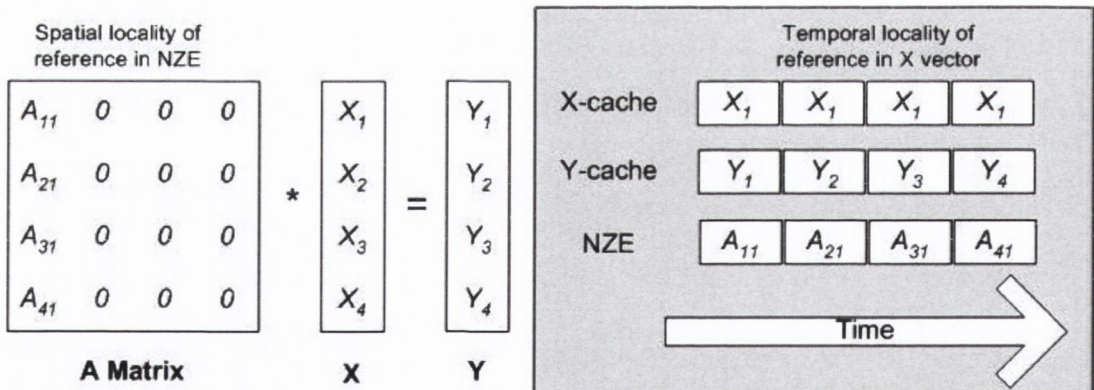 Spatial locality of
reference in NZE
A11 0 0 0
A21 0 0 0
A31 0 0 0
A41 0 0 0
A Matrix
*
X1
X2
X3
X4
X
=
Y1
Y2
Y3
Y4
Y
Temporal locality of
reference in X vector
X-cache X1 X1 X1 X1
Y-cache Y1 Y2 Y3 Y4
NZE A11 A21 A31 A41
Time